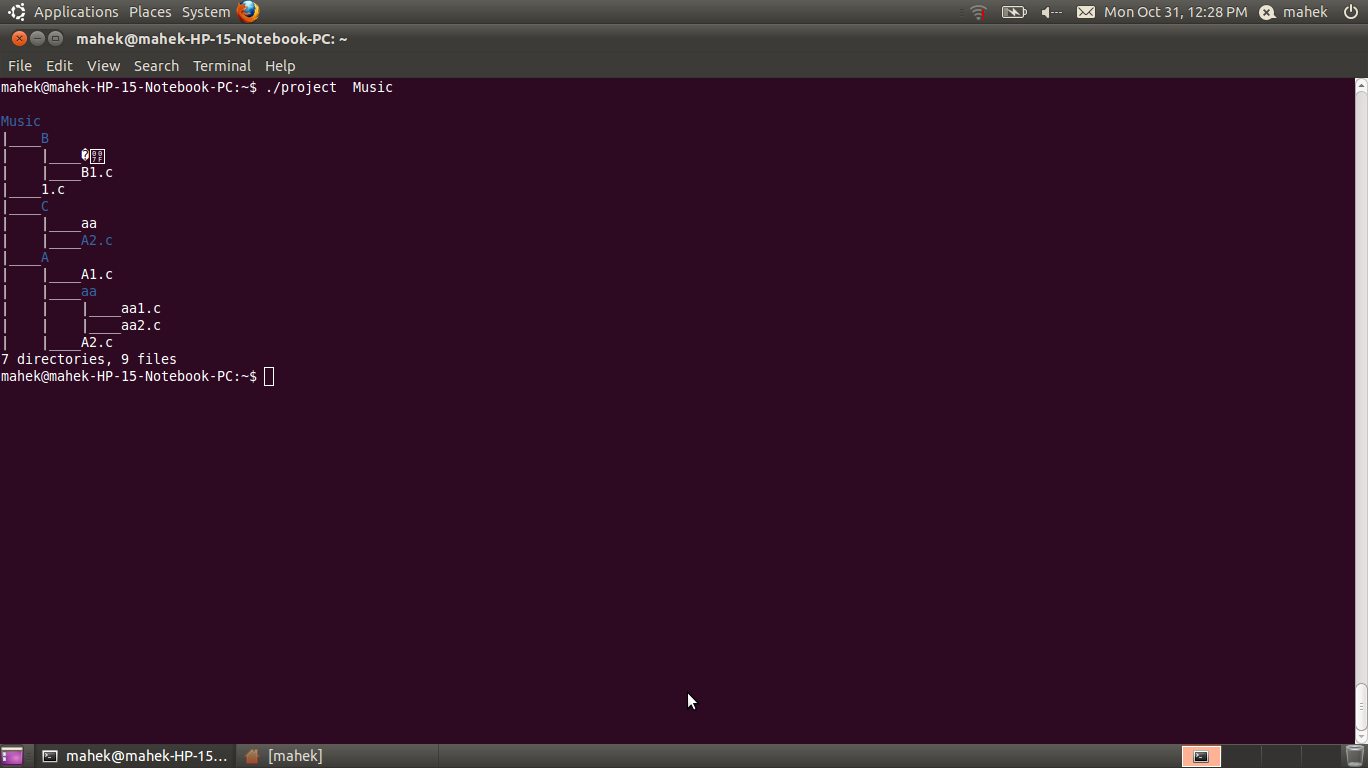 Applications Places System Mon Oct 31, 12:28 PM mahek
mahek@mahek-HP-15-Notebook-PC: ~
File Edit View Search Terminal Help
mahek@mahek-HP-15-Notebook-PC:~$ ./project  Music
Music
|____B
|    |____�
|    |____B1.c
|____1.c
|____C
|    |____aa
|    |____A2.c
|____A
|    |____A1.c
|    |____aa
|    |    |____aa1.c
|    |    |____aa2.c
|    |____A2.c
7 directories, 9 files
mahek@mahek-HP-15-Notebook-PC:~$
mahek@mahek-HP-15... [mahek]